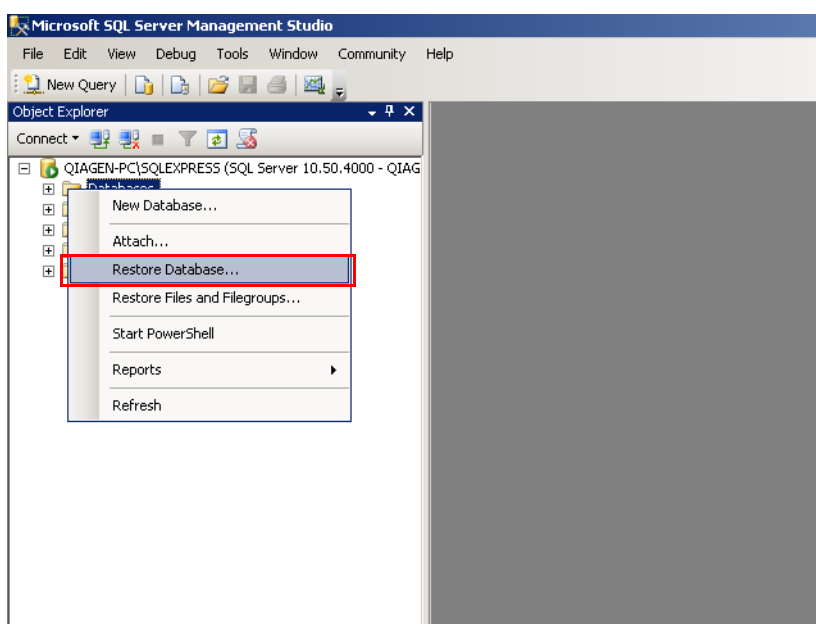 Microsoft SQL Server Management Studio
File Edit View Debug Tools Window Community Help
New Query
Object Explorer
Connect
QIAGEN-PC\SQLEXPRESS (SQL Server 10.50.4000 - QIAG
Databases
New Database...
Attach...
Restore Database...
Restore Files and Filegroups...
Start PowerShell
Reports
Refresh